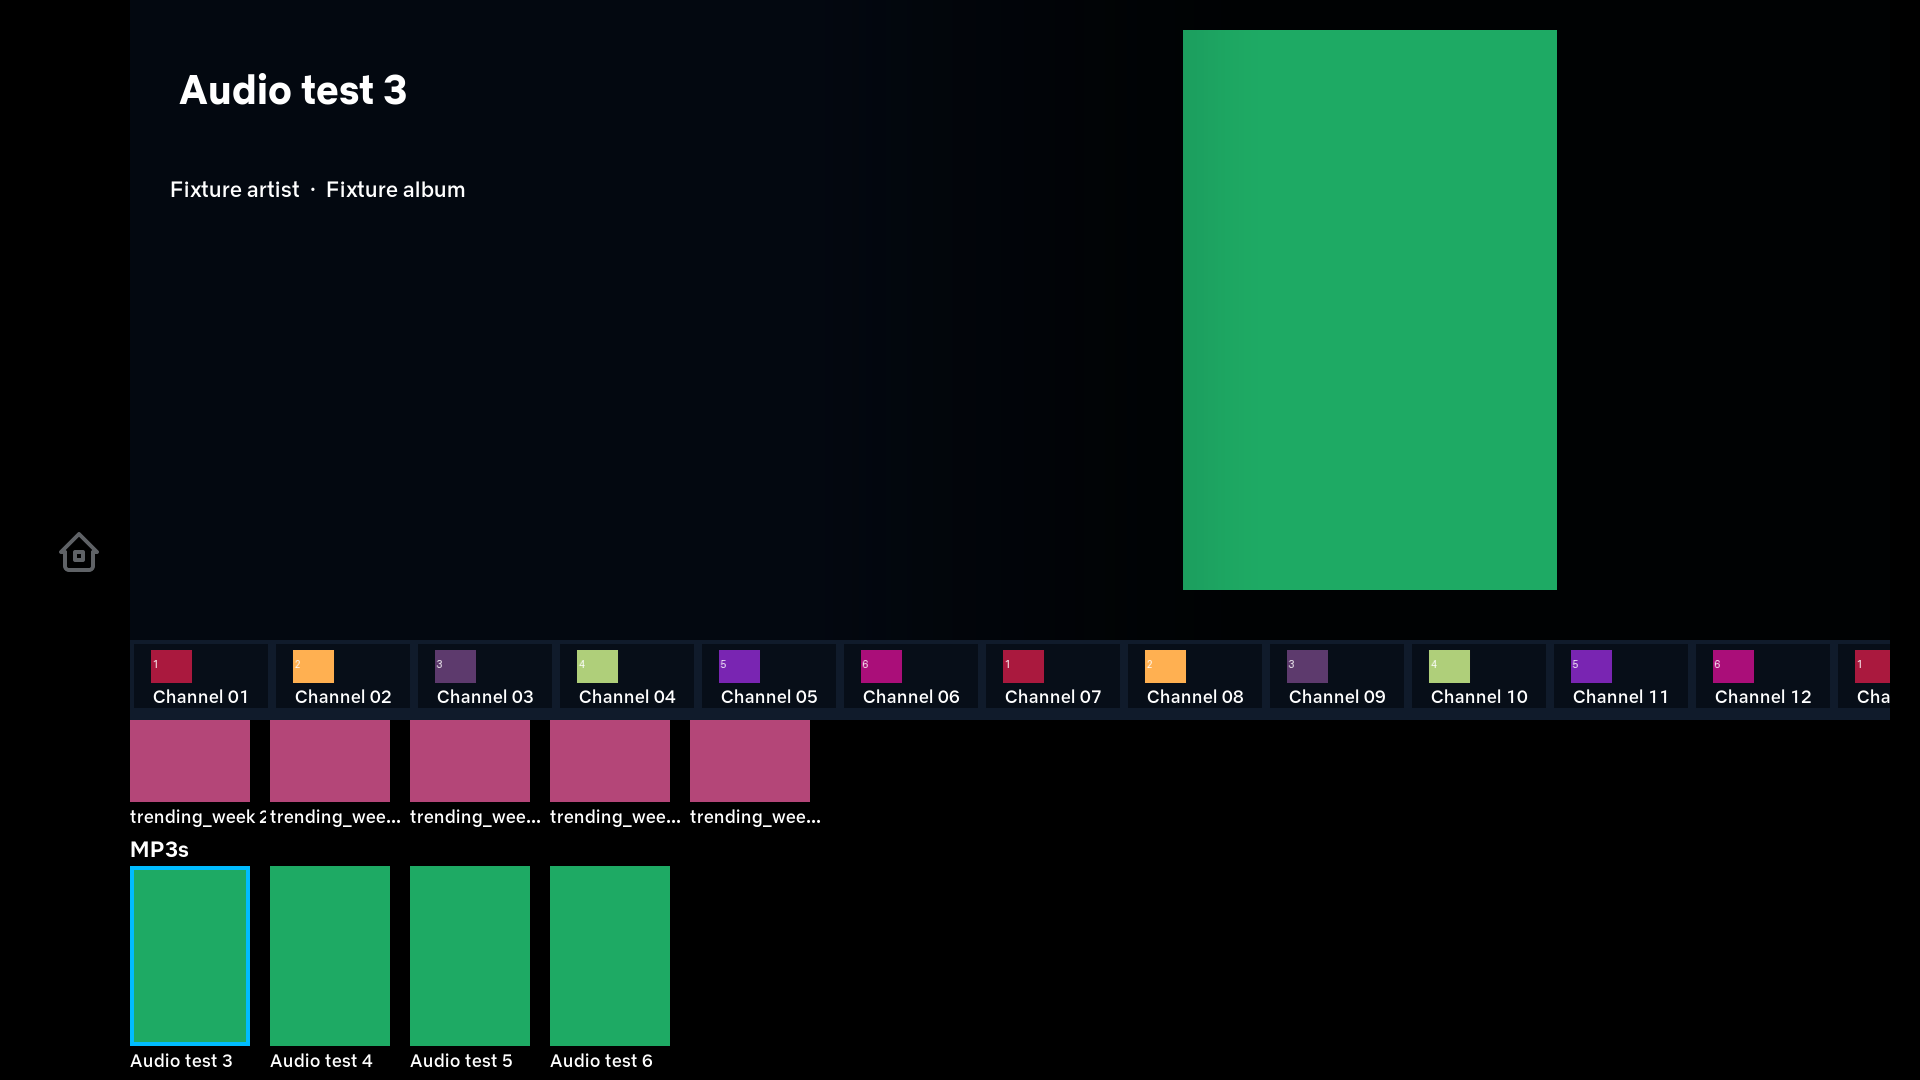 Audio test 3
Fixture artist · Fixture album
1 2 3 4 5 6 1 2 3 4 5 6 1
Channel 01 Channel 02 Channel 03 Channel 04 Channel 05 Channel 06 Channel 07 Channel 08 Channel 09 Channel 10 Channel 11 Channel 12 Cha
trending_week 2 trending_wee... trending_wee... trending_wee... trending_wee...
MP3s
Audio test 3 Audio test 4 Audio test 5 Audio test 6